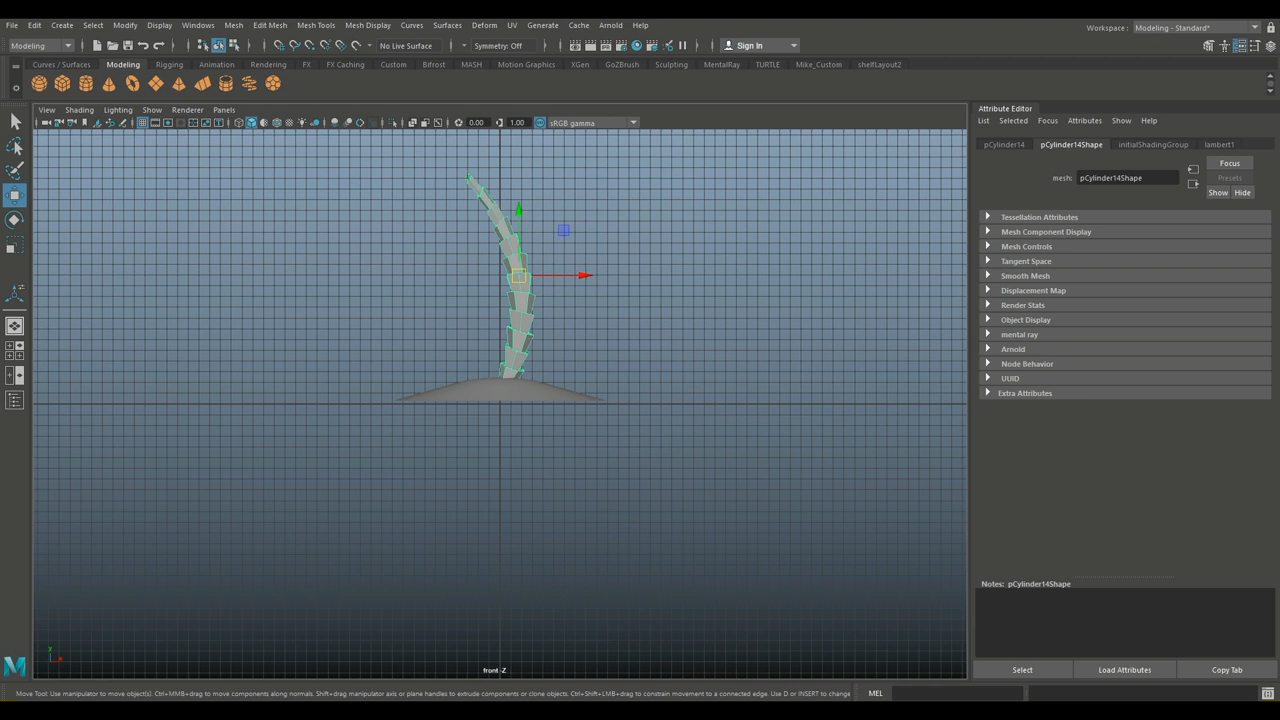 File Edit Create Select Modify Display Windows Mesh Edit Mesh Mesh Tools Mesh Display Curves Surfaces Deform UV Generate Cache Arnold Help
Workspace: Modeling - Standard*
Modeling No Live Surface Symmetry: Off Sign In
Curves / Surfaces Modeling Rigging Animation Rendering FX FX Caching Custom Bifrost MASH Motion Graphics XGen GoZBrush Sculpting MentalRay TURTLE Mike_Custom shelfLayout2
View Shading Lighting Show Renderer Panels
0.00 1.00 sRGB gamma
front -Z
y
x
Attribute Editor
List Selected Focus Attributes Show Help
pCylinder14 pCylinder14Shape initialShadingGroup lambert1
Focus
mesh: pCylinder14Shape Presets
Show Hide
Tessellation Attributes
Mesh Component Display
Mesh Controls
Tangent Space
Smooth Mesh
Displacement Map
Render Stats
Object Display
mental ray
Arnold
Node Behavior
UUID
Extra Attributes
Notes: pCylinder14Shape
Select Load Attributes Copy Tab
Move Tool: Use manipulator to move object(s). Ctrl+MMB+drag to move components along normals. Shift+drag manipulator axis or plane handles to extrude components or clone objects. Ctrl+Shift+LMB+drag to constrain movement to a connected edge. Use D or INSERT to change
MEL